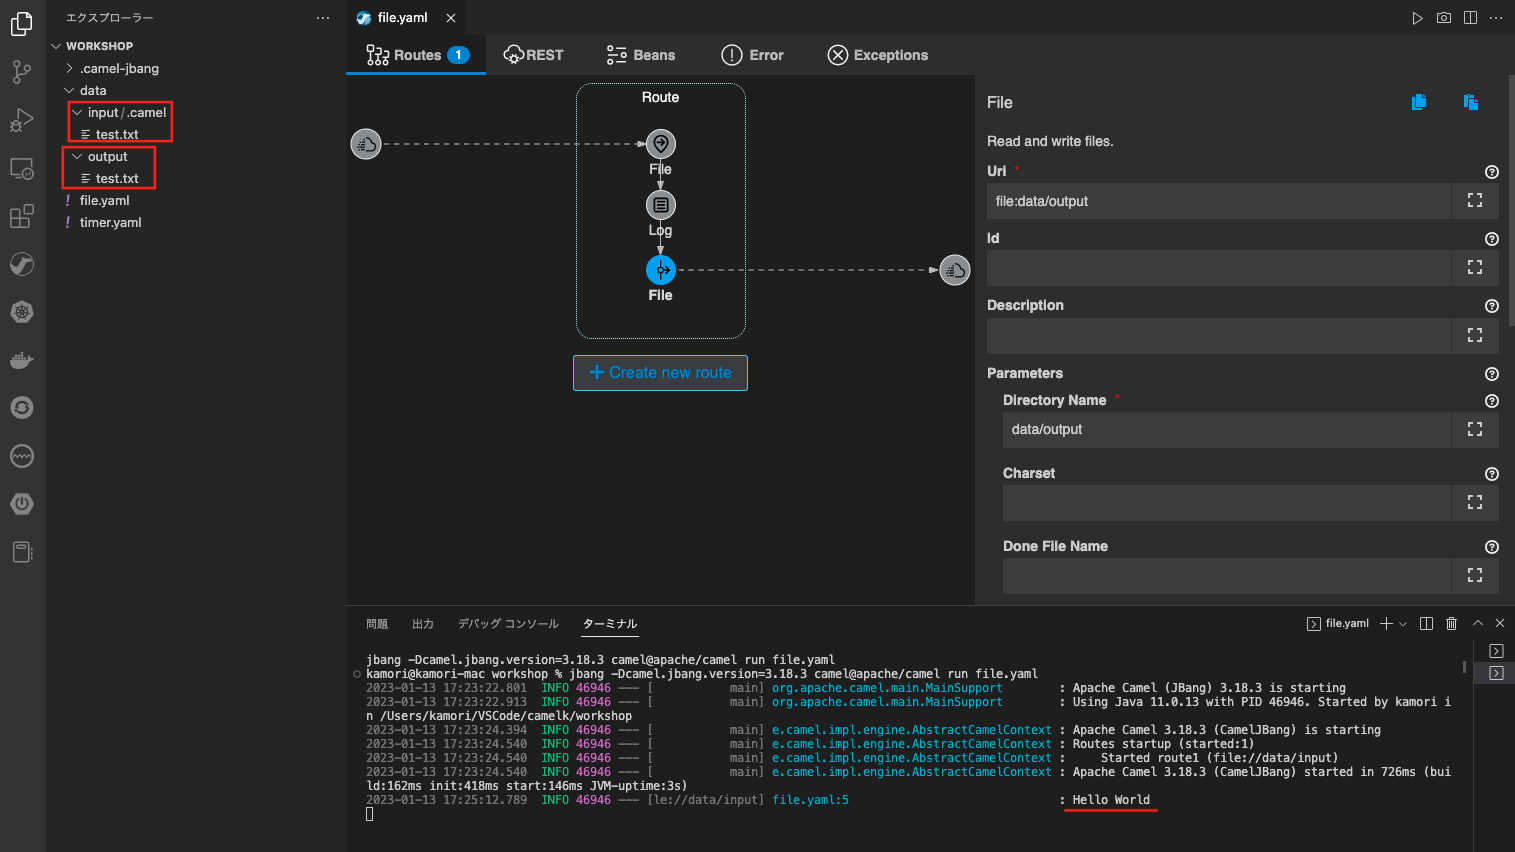 エクスプローラー
WORKSHOP
.camel-jbang
data
input / .camel
test.txt
output
test.txt
! file.yaml
! timer.yaml
file.yaml
Routes 1
REST
Beans
Error
Exceptions
Route
File
Log
File
+ Create new route
File
Read and write files.
Uri *
file:data/output
Id
Description
Parameters
Directory Name *
data/output
Charset
Done File Name
問題
出力
デバッグ コンソール
ターミナル
file.yaml
jbang -Dcamel.jbang.version=3.18.3 camel@apache/camel run file.yaml
kamori@kamori-mac workshop % jbang -Dcamel.jbang.version=3.18.3 camel@apache/camel run file.yaml
2023-01-13 17:23:22.801 INFO 46946 --- [ main] org.apache.camel.main.MainSupport : Apache Camel (JBang) 3.18.3 is starting
2023-01-13 17:23:22.913 INFO 46946 --- [ main] org.apache.camel.main.MainSupport : Using Java 11.0.13 with PID 46946. Started by kamori i
n /Users/kamori/VSCode/camelk/workshop
2023-01-13 17:23:24.394 INFO 46946 --- [ main] e.camel.impl.engine.AbstractCamelContext : Apache Camel 3.18.3 (CamelJBang) is starting
2023-01-13 17:23:24.540 INFO 46946 --- [ main] e.camel.impl.engine.AbstractCamelContext : Routes startup (started:1)
2023-01-13 17:23:24.540 INFO 46946 --- [ main] e.camel.impl.engine.AbstractCamelContext : Started route1 (file://data/input)
2023-01-13 17:23:24.540 INFO 46946 --- [ main] e.camel.impl.engine.AbstractCamelContext : Apache Camel 3.18.3 (CamelJBang) started in 726ms (bui
ld:162ms init:418ms start:146ms JVM-uptime:3s)
2023-01-13 17:25:12.789 INFO 46946 --- [le://data/input] file.yaml:5 : Hello World